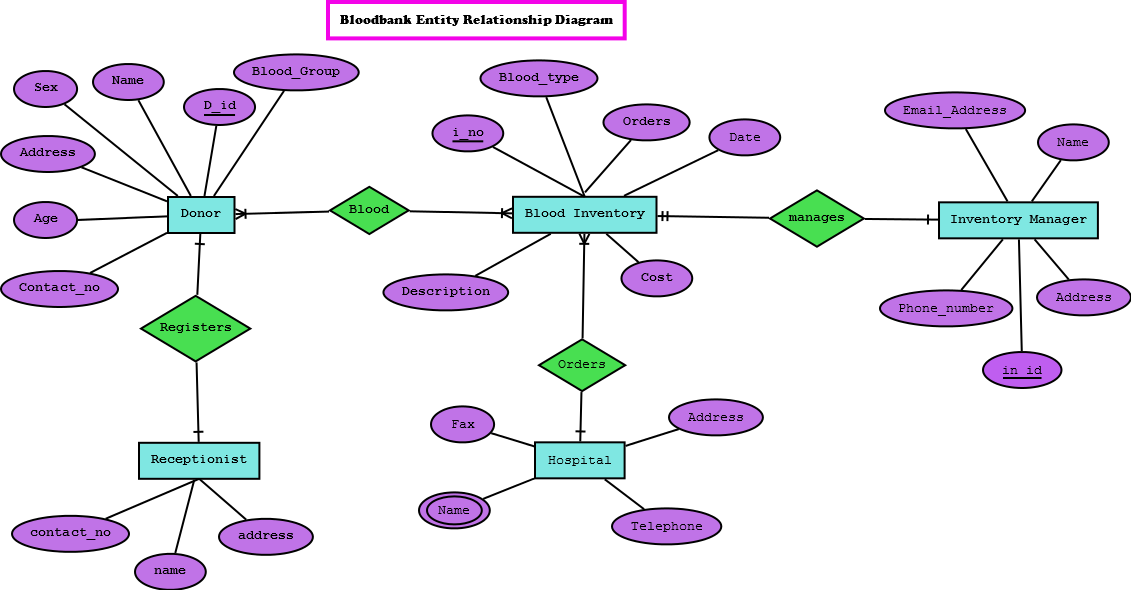 Bloodbank Entity Relationship Diagram
Sex
Name
Blood_Group
D_id
Address
Age
Contact_no
Donor
Blood
Blood_type
i_no
Orders
Date
Blood Inventory
Description
Cost
manages
Email_Address
Name
Inventory Manager
Phone_number
Address
in_id
Registers
Orders
Receptionist
contact_no
name
address
Fax
Address
Hospital
Name
Telephone